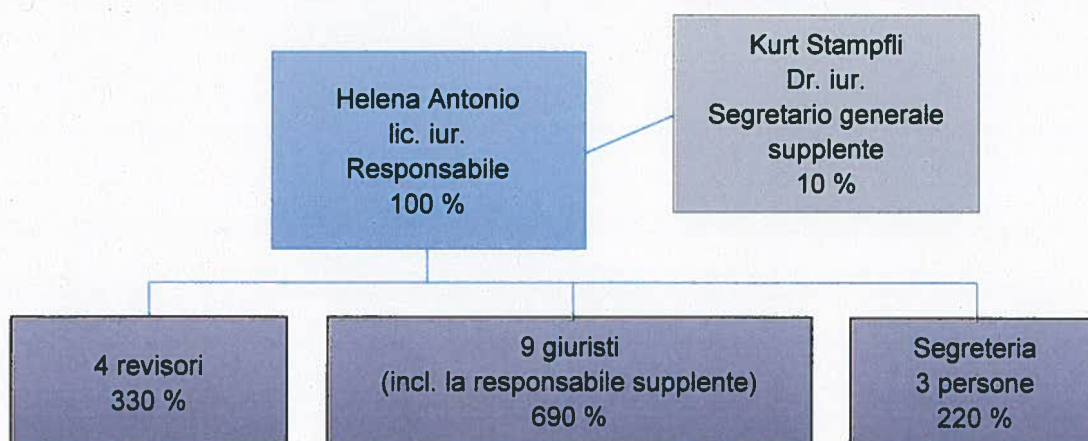 Helena Antonio
lic. iur.
Responsabile
100 %
Kurt Stampfli
Dr. iur.
Segretario generale
supplente
10 %
4 revisori
330 %
9 giuristi
(incl. la responsabile supplente)
690 %
Segreteria
3 persone
220 %